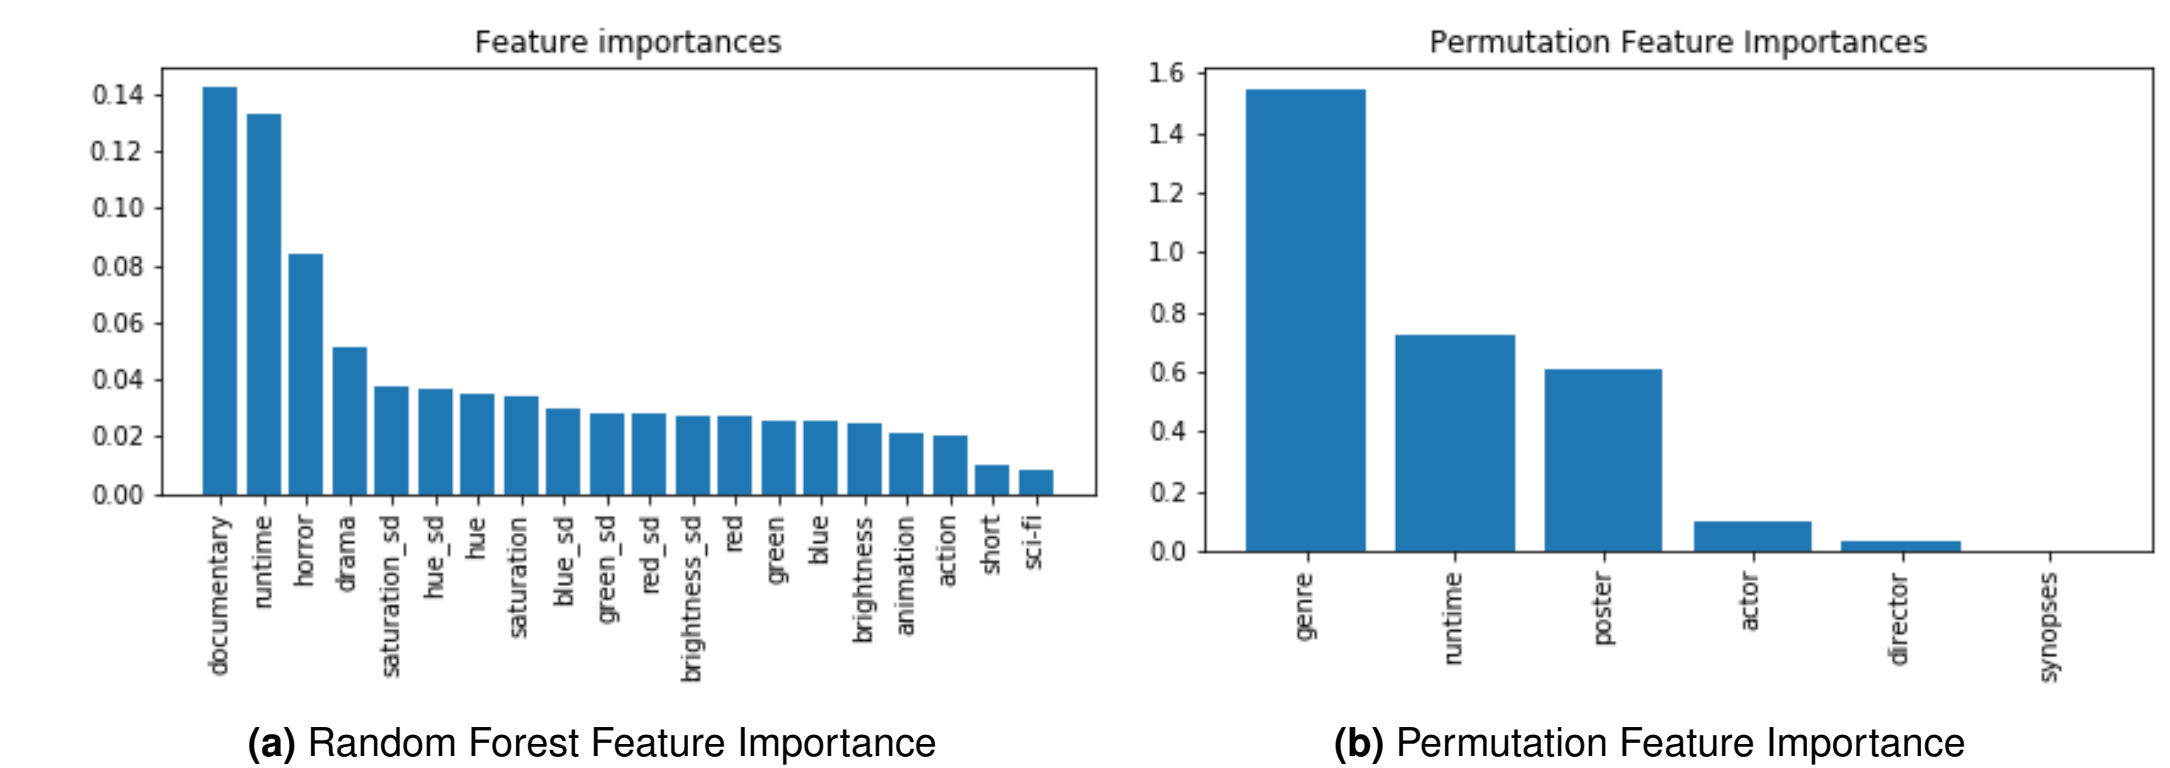 Feature importances
0.14
0.12
0.10
0.08
0.06
0.04
0.02
0.00
documentary
runtime
horror
drama
saturation_sd
hue_sd
hue
saturation
blue_sd
green_sd
red_sd
brightness_sd
red
green
blue
brightness
animation
action
short
sci-fi
(a) Random Forest Feature Importance
Permutation Feature Importances
1.6
1.4
1.2
1.0
0.8
0.6
0.4
0.2
0.0
genre
runtime
poster
actor
director
synopses
(b) Permutation Feature Importance